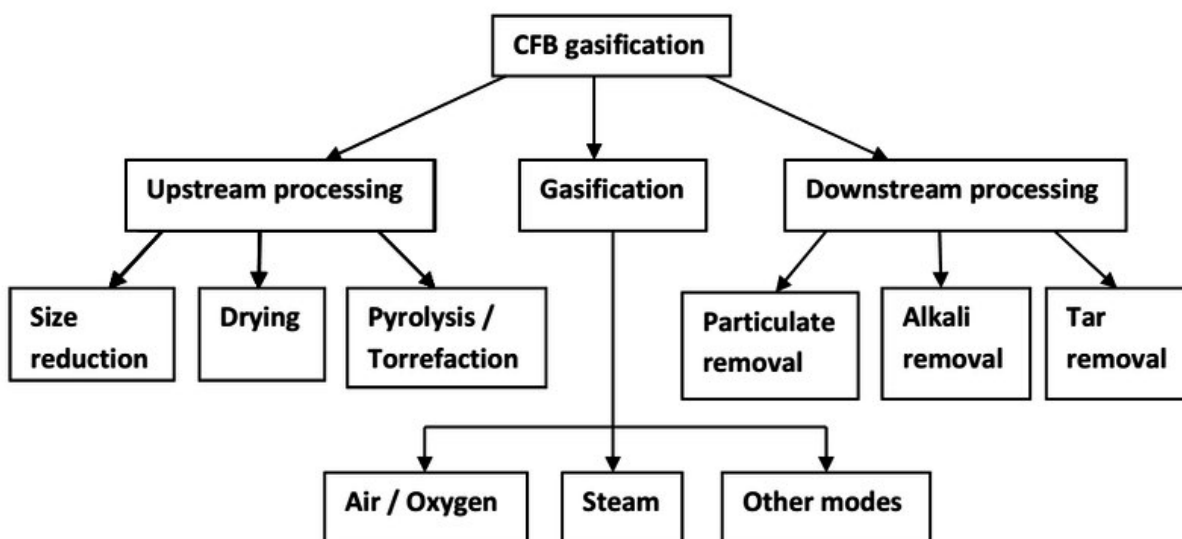 CFB gasification
Upstream processing
Gasification
Downstream processing
Size
reduction
Drying
Pyrolysis /
Torrefaction
Particulate
removal
Alkali
removal
Tar
removal
Air / Oxygen
Steam
Other modes